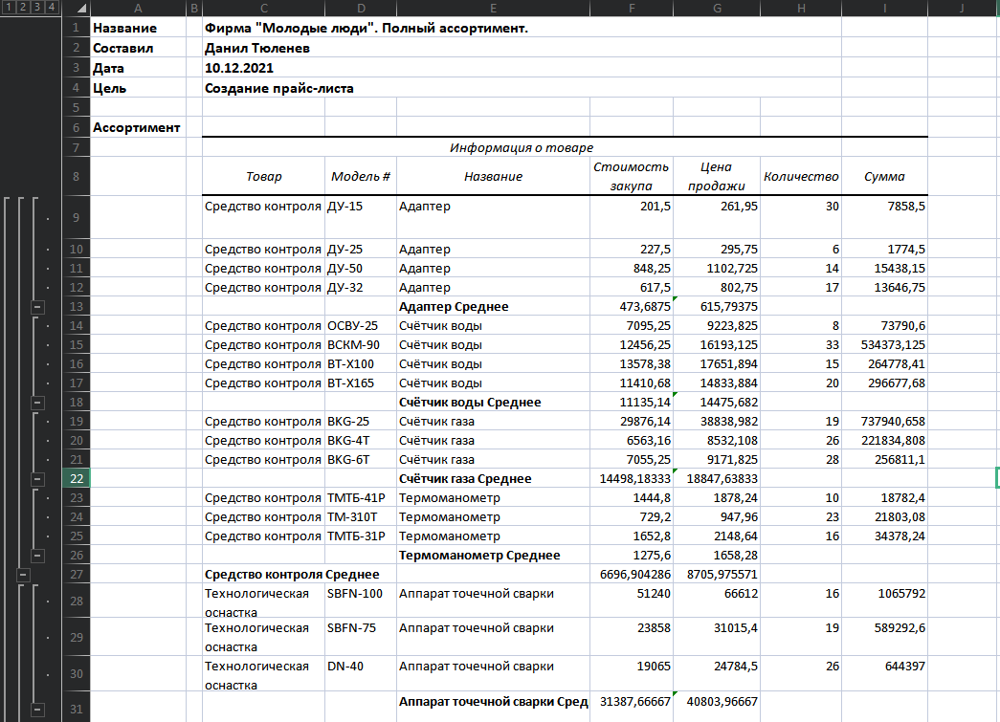 1 2 3 4 A B C D E F G H I J
1 Название Фирма "Молодые люди". Полный ассортимент.
2 Составил Данил Тюленев
3 Дата 10.12.2021
4 Цель Создание прайс-листа
5
6 Ассортимент
7 Информация о товаре
8 Товар Модель # Название Стоимость закупа Цена продажи Количество Сумма
9 Средство контроля ДУ-15 Адаптер 201,5 261,95 30 7858,5
10 Средство контроля ДУ-25 Адаптер 227,5 295,75 6 1774,5
11 Средство контроля ДУ-50 Адаптер 848,25 1102,725 14 15438,15
12 Средство контроля ДУ-32 Адаптер 617,5 802,75 17 13646,75
13 Адаптер Среднее 473,6875 615,79375
14 Средство контроля ОСВУ-25 Счётчик воды 7095,25 9223,825 8 73790,6
15 Средство контроля ВСКМ-90 Счётчик воды 12456,25 16193,125 33 534373,125
16 Средство контроля ВТ-Х100 Счётчик воды 13578,38 17651,894 15 264778,41
17 Средство контроля ВТ-Х165 Счётчик воды 11410,68 14833,884 20 296677,68
18 Счётчик воды Среднее 11135,14 14475,682
19 Средство контроля BKG-25 Счётчик газа 29876,14 38838,982 19 737940,658
20 Средство контроля BKG-4T Счётчик газа 6563,16 8532,108 26 221834,808
21 Средство контроля BKG-6T Счётчик газа 7055,25 9171,825 28 256811,1
22 Счётчик газа Среднее 14498,18333 18847,63833
23 Средство контроля ТМТБ-41Р Термоманометр 1444,8 1878,24 10 18782,4
24 Средство контроля ТМ-310Т Термоманометр 729,2 947,96 23 21803,08
25 Средство контроля ТМТБ-31Р Термоманометр 1652,8 2148,64 16 34378,24
26 Термоманометр Среднее 1275,6 1658,28
27 Средство контроля Среднее 6696,904286 8705,975571
28 Технологическая оснастка SBFN-100 Аппарат точечной сварки 51240 66612 16 1065792
29 Технологическая оснастка SBFN-75 Аппарат точечной сварки 23858 31015,4 19 589292,6
30 Технологическая оснастка DN-40 Аппарат точечной сварки 19065 24784,5 26 644397
31 Аппарат точечной сварки Сред 31387,66667 40803,96667